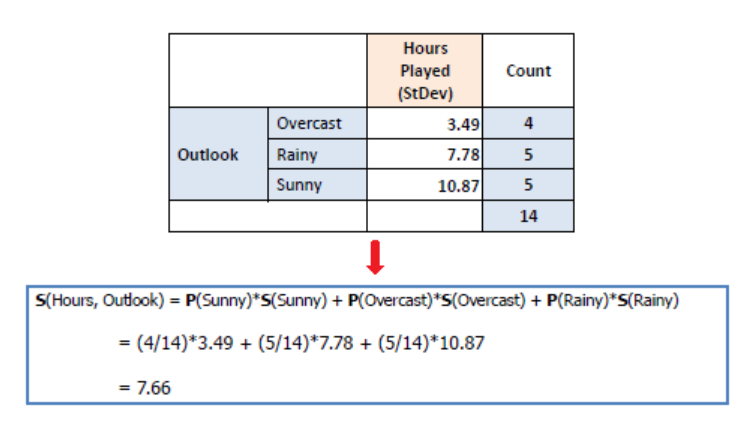 Hours
Played
(StDev)
Count
Outlook
Overcast 3.49 4
Rainy 7.78 5
Sunny 10.87 5
14
S(Hours, Outlook) = P(Sunny)*S(Sunny) + P(Overcast)*S(Overcast) + P(Rainy)*S(Rainy)
= (4/14)*3.49 + (5/14)*7.78 + (5/14)*10.87
= 7.66